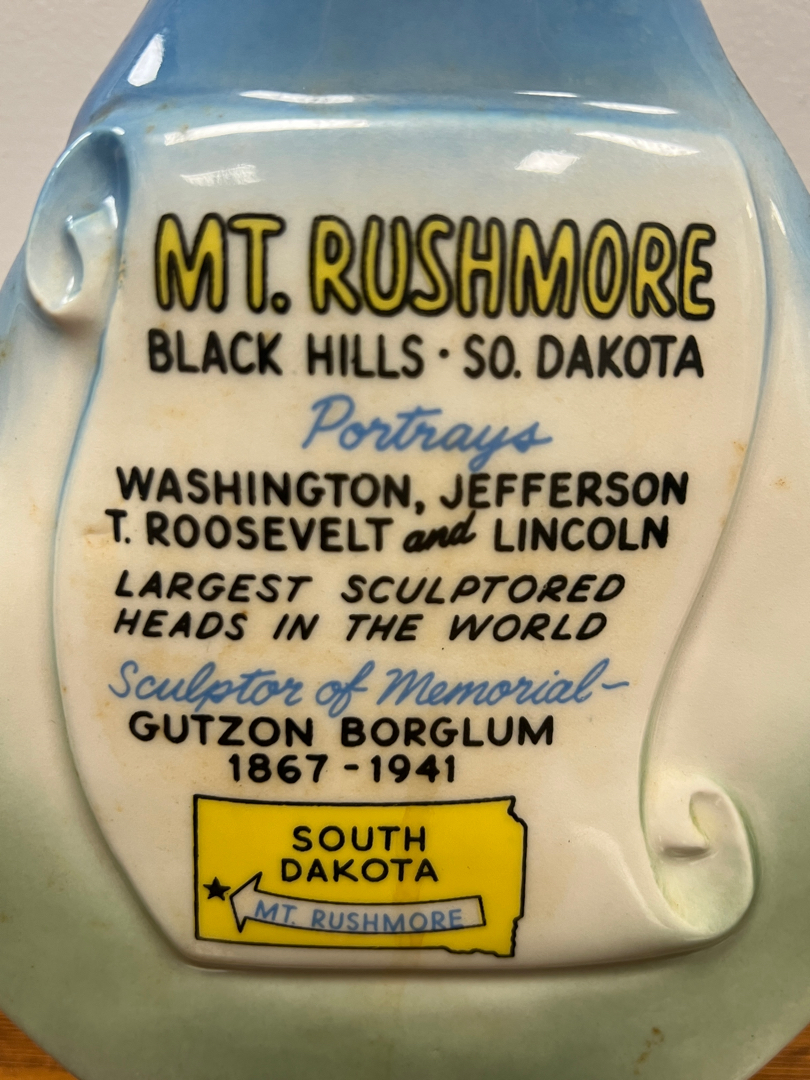 MT. RUSHMORE
BLACK HILLS · SO. DAKOTA
Portrays
WASHINGTON, JEFFERSON
T. ROOSEVELT and LINCOLN
LARGEST SCULPTORED
HEADS IN THE WORLD
Sculptor of Memorial-
GUTZON BORGLUM
1867 - 1941
SOUTH
DAKOTA
MT. RUSHMORE